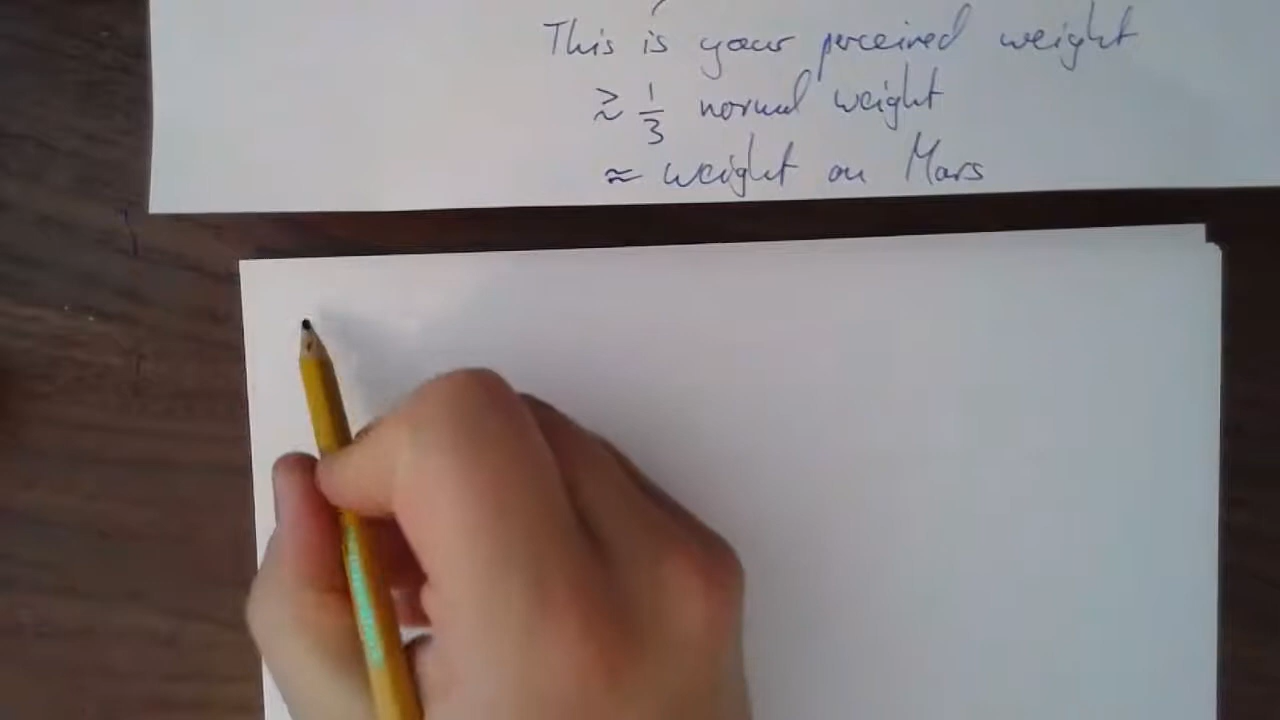 This is your perceived weight
≳ 1/3 normal weight
≈ weight on Mars